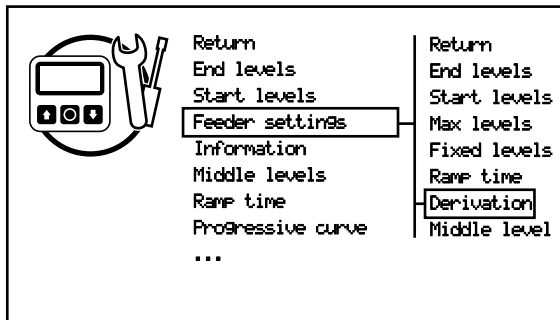 Return
End levels
Start levels
Feeder settings
Information
Middle levels
Ramp time
Progressive curve
...
Return
End levels
Start levels
Max levels
Fixed levels
Ramp time
Derivation
Middle level